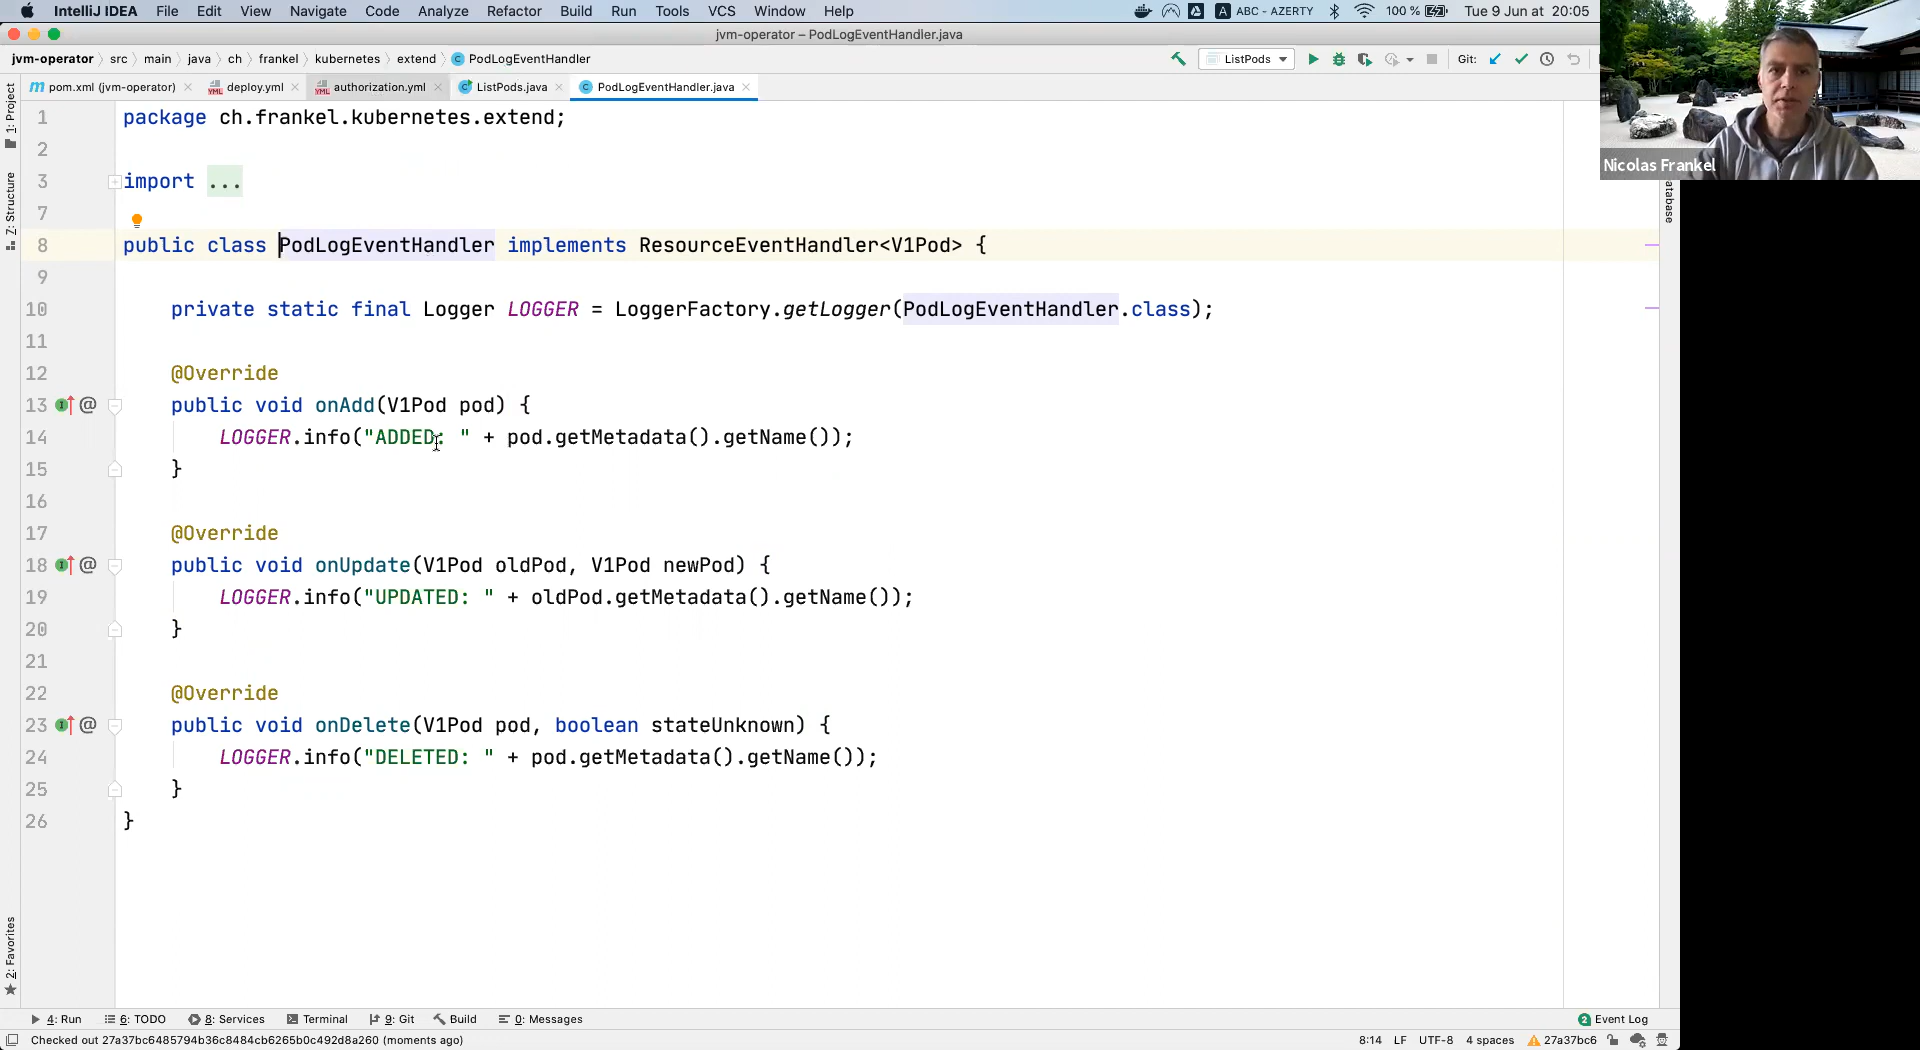 IntelliJ IDEA File Edit View Navigate Code Analyze Refactor Build Run Tools VCS Window Help A ABC - AZERTY 100 % Tue 9 Jun at 20:05
jvm-operator – PodLogEventHandler.java
jvm-operator src main java ch frankel kubernetes extend C PodLogEventHandler ListPods Git:
m pom.xml (jvm-operator) deploy.yml authorization.yml ListPods.java PodLogEventHandler.java
1: Project
Z: Structure
2: Favorites
1 package ch.frankel.kubernetes.extend;
2
3 import ...
7
8 public class PodLogEventHandler implements ResourceEventHandler<V1Pod> {
9
10 private static final Logger LOGGER = LoggerFactory.getLogger(PodLogEventHandler.class);
11
12 @Override
13 @ public void onAdd(V1Pod pod) {
14 LOGGER.info("ADDED: " + pod.getMetadata().getName());
15 }
16
17 @Override
18 @ public void onUpdate(V1Pod oldPod, V1Pod newPod) {
19 LOGGER.info("UPDATED: " + oldPod.getMetadata().getName());
20 }
21
22 @Override
23 @ public void onDelete(V1Pod pod, boolean stateUnknown) {
24 LOGGER.info("DELETED: " + pod.getMetadata().getName());
25 }
26 }
Nicolas Frankel
atabase
4: Run 6: TODO 8: Services Terminal 9: Git Build 0: Messages 2 Event Log
Checked out 27a37bc6485794b36c8484cb6265b0c492d8a260 (moments ago) 8:14 LF UTF-8 4 spaces 27a37bc6